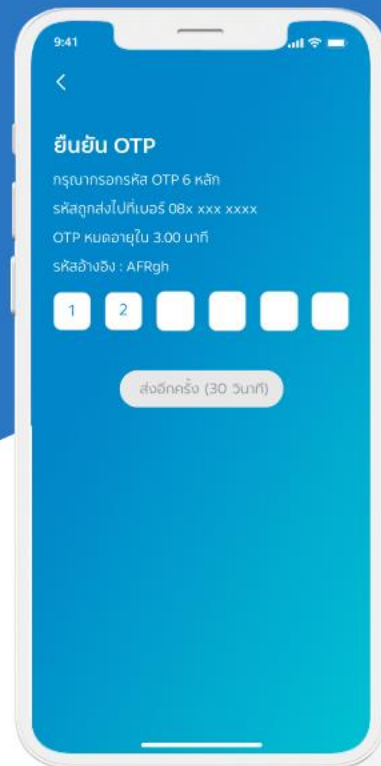 9:41
ยืนยัน OTP
กรุณากรอกรหัส OTP 6 หลัก
รหัสถูกส่งไปที่เบอร์ 08x xxx xxxx
OTP หมดอายุใน 3.00 นาที
รหัสอ้างอิง : AFRgh
1 2
ส่งอีกครั้ง (30 วินาที)